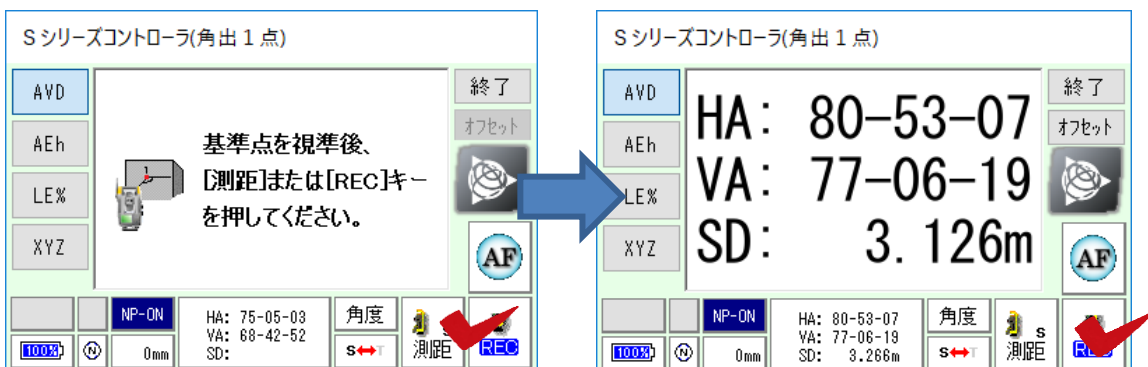 Sシリーズコントローラ(角出1点)
AVD
AEh
LE%
XYZ
基準点を視準後、
[測距]または[REC]キー
を押してください。
終了
オフセット
AF
NP-ON
100%
N
0mm
HA: 75-05-03
VA: 68-42-52
SD:
角度
S↔T
S
測距
REC
Sシリーズコントローラ(角出1点)
AVD
AEh
LE%
XYZ
HA: 80-53-07
VA: 77-06-19
SD: 3.126m
終了
オフセット
AF
NP-ON
100%
N
0mm
HA: 80-53-07
VA: 77-06-19
SD: 3.266m
角度
S↔T
S
測距